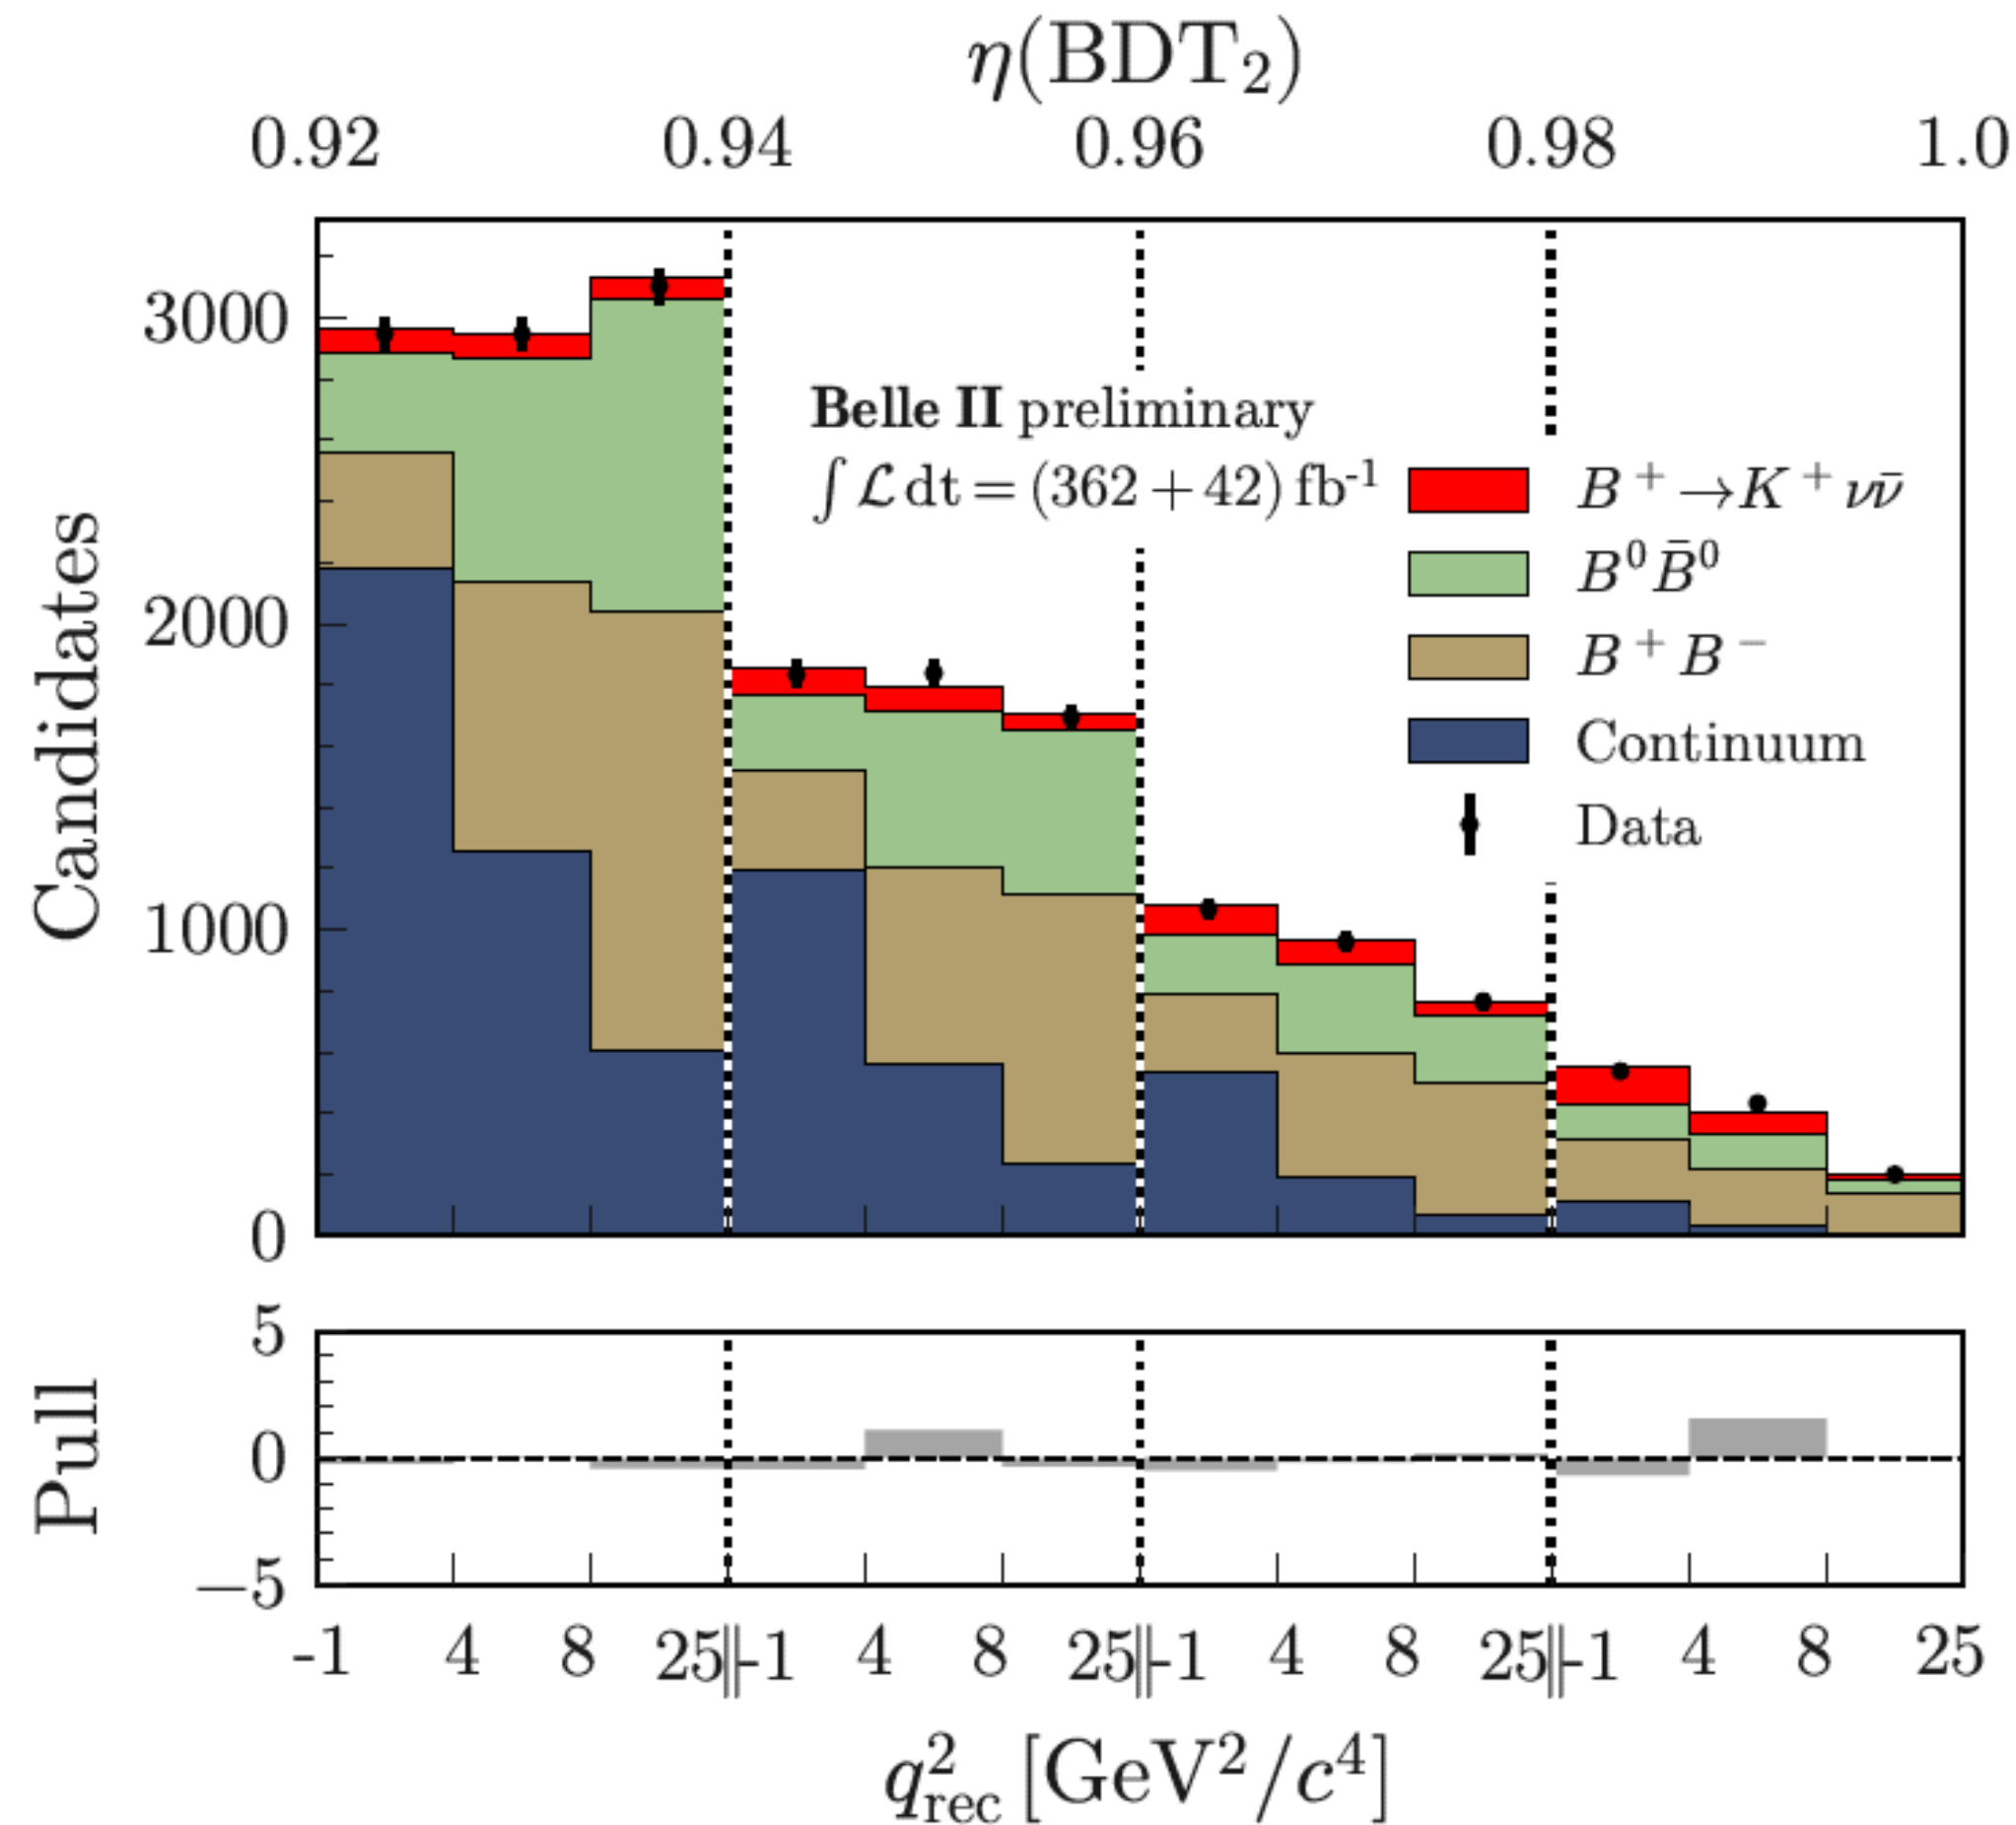 η(BDT₂)
0.92 0.94 0.96 0.98 1.0
Candidates
3000
2000
1000
0
Belle II preliminary
∫ ℒ dt = (362 + 42) fb⁻¹
B⁺→K⁺νν̄
B⁰B̄⁰
B⁺B⁻
Continuum
Data
Pull
5
0
−5
-1 4 8 25‖-1 4 8 25‖-1 4 8 25‖-1 4 8 25
q²rec [GeV²/c⁴]